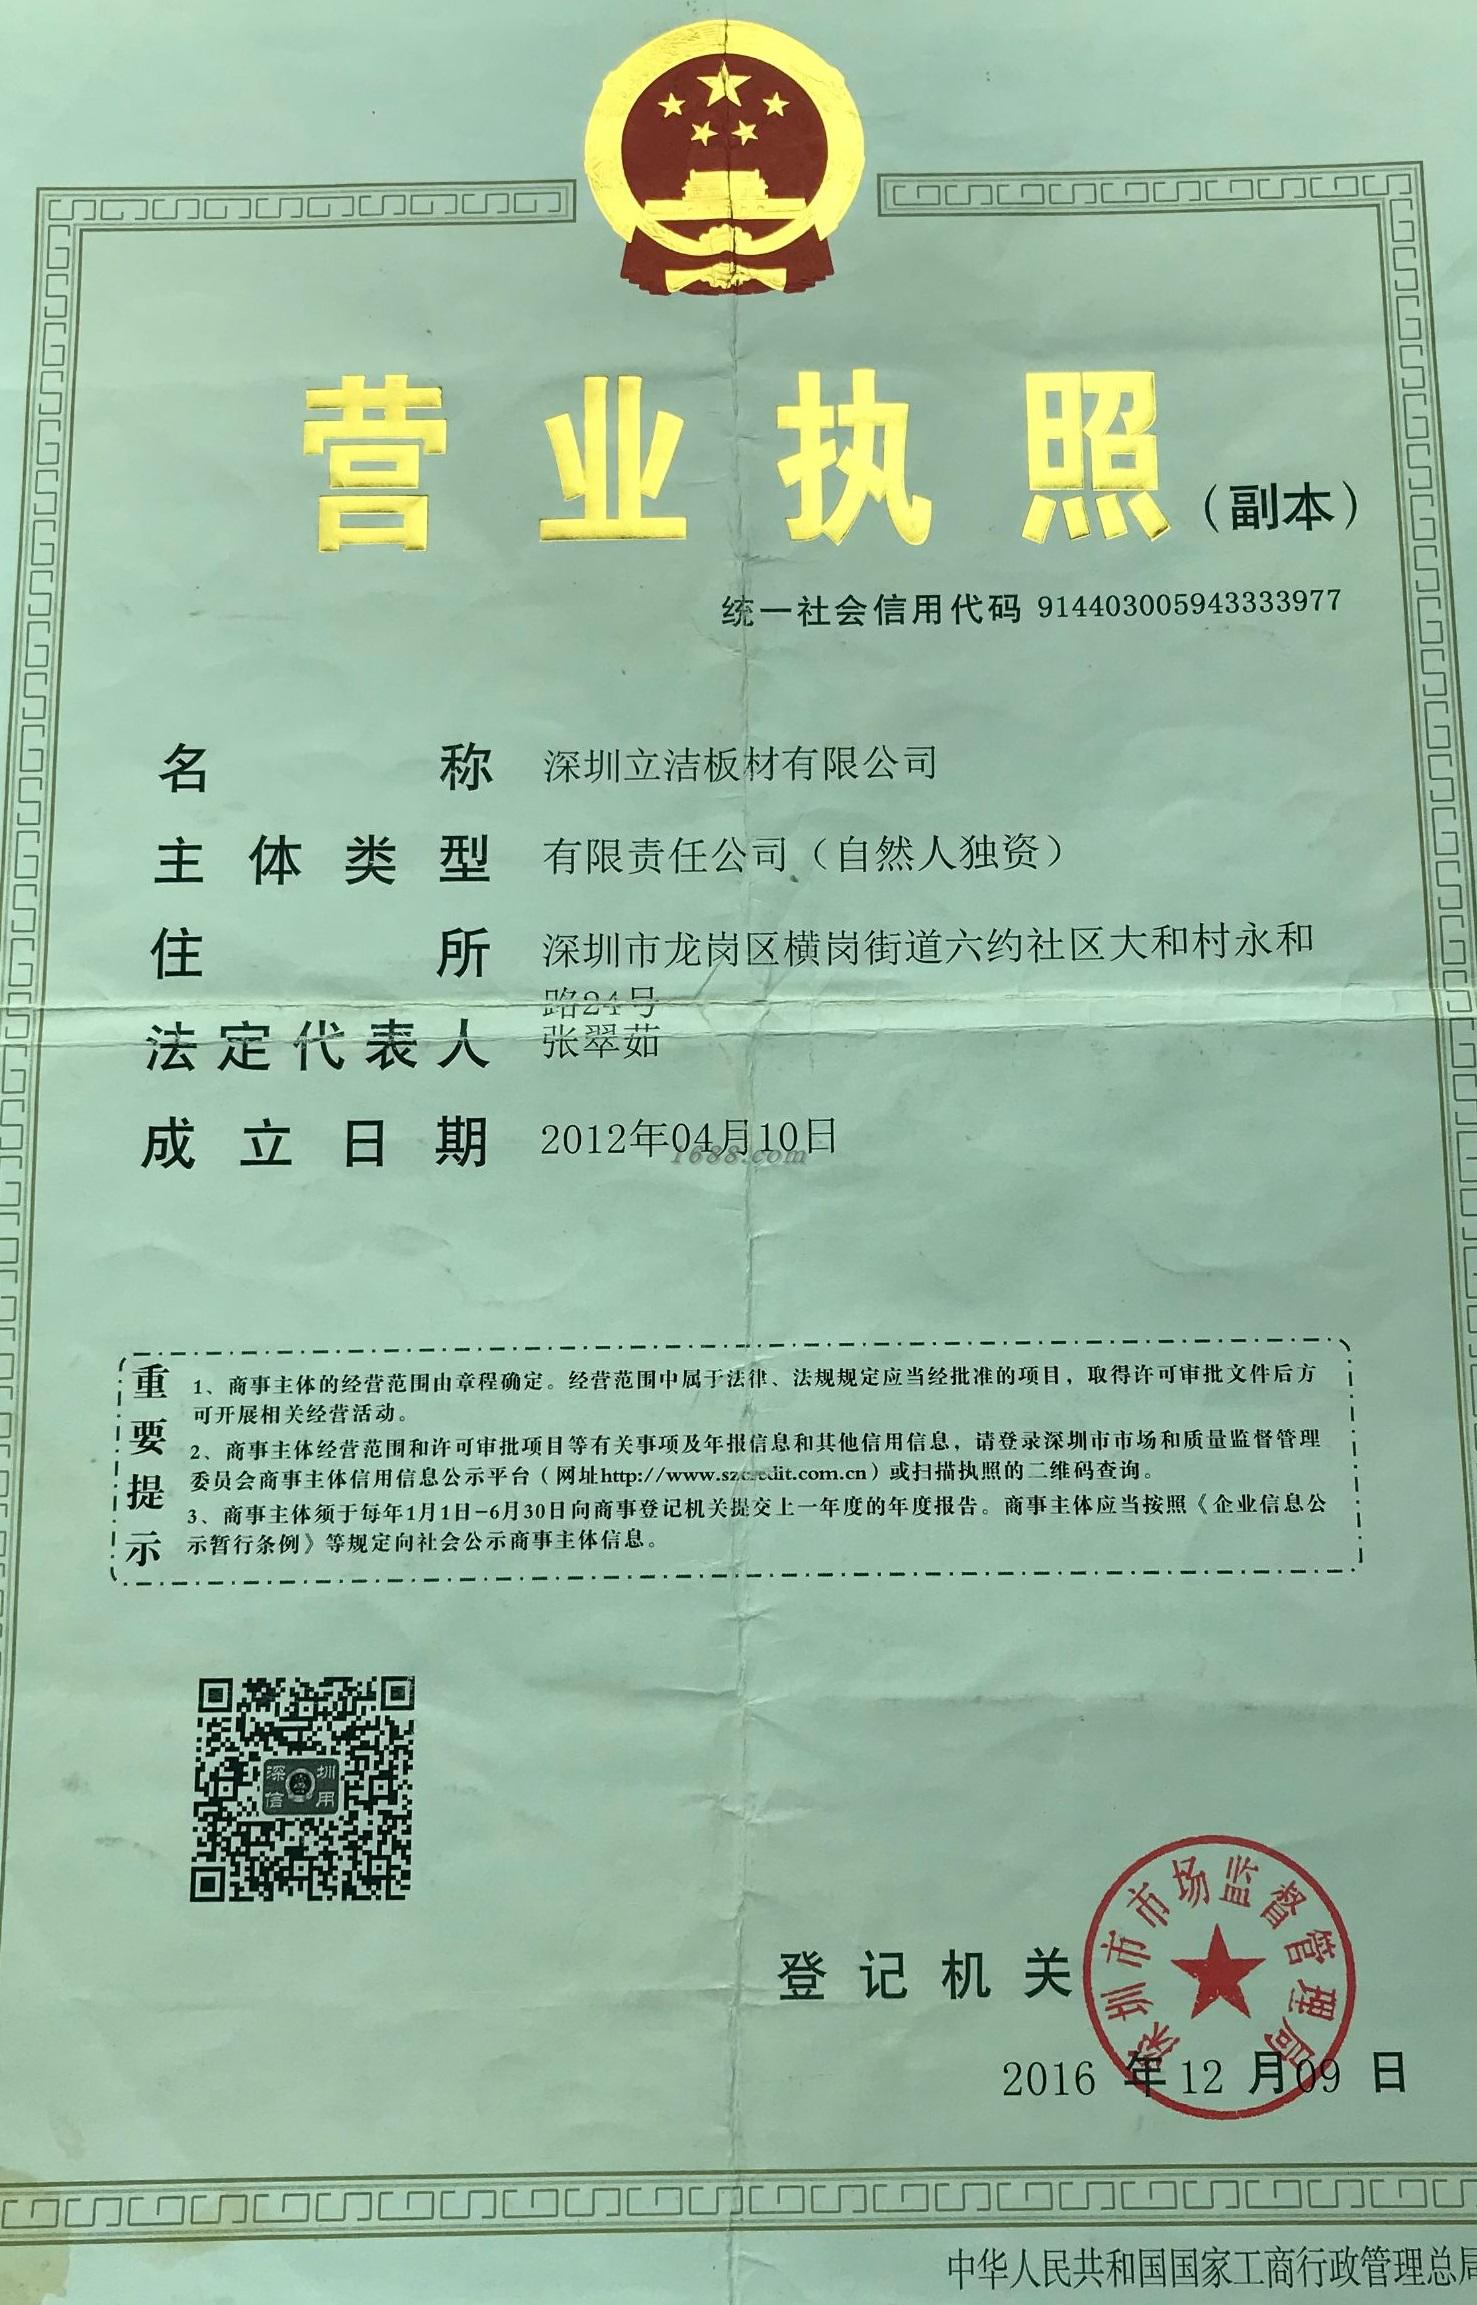 营业执照（副本）
统一社会信用代码 914403005943333977
名称 深圳立洁板材有限公司
主体类型 有限责任公司（自然人独资）
住所 深圳市龙岗区横岗街道六约社区大和村永和
路24号
法定代表人 张翠茹
成立日期 2012年04月10日
1688.com
重要提示
1、商事主体的经营范围由章程确定。经营范围中属于法律、法规规定应当经批准的项目，取得许可审批文件后方
可开展相关经营活动。
2、商事主体经营范围和许可审批项目等有关事项及年报信息和其他信用信息，请登录深圳市市场和质量监督管理
委员会商事主体信用信息公示平台（网址http://www.szcredit.com.cn）或扫描执照的二维码查询。
3、商事主体须于每年1月1日-6月30日向商事登记机关提交上一年度的年度报告。商事主体应当按照《企业信息公
示暂行条例》等规定向社会公示商事主体信息。
深圳
信用
登记机关
深圳市市场监督管理局
2016 年 12 月 09 日
中华人民共和国国家工商行政管理总局